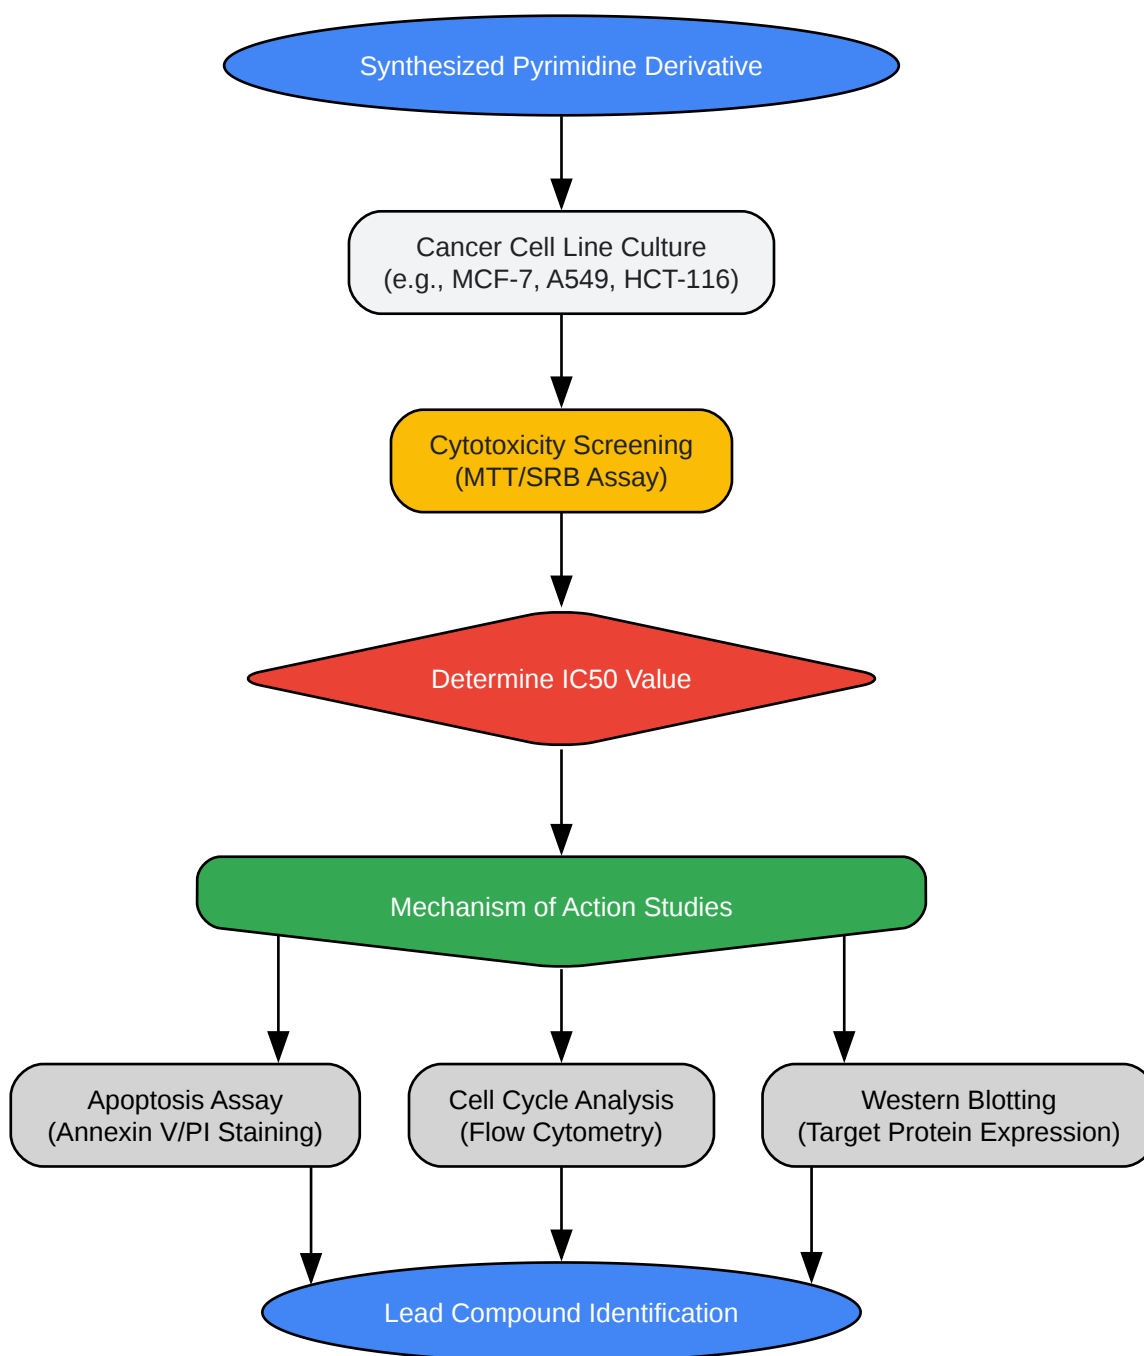 Synthesized Pyrimidine Derivative
Cancer Cell Line Culture
(e.g., MCF-7, A549, HCT-116)
Cytotoxicity Screening
(MTT/SRB Assay)
Determine IC50 Value
Mechanism of Action Studies
Apoptosis Assay
(Annexin V/PI Staining)
Cell Cycle Analysis
(Flow Cytometry)
Western Blotting
(Target Protein Expression)
Lead Compound Identification